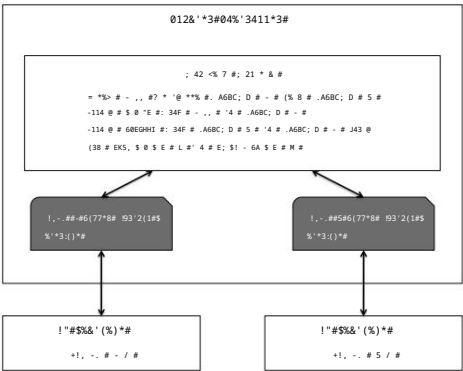 012&'*3#04%'3411*3#
; 42 <% 7 #; 21 * & #
= *%> # - ,, #? * '@ **% #. A6BC; D # - # (% 8 # .A6BC; D # 5 #
-114 @ # $ 0 "E #: 34F # - ,, # '4 # .A6BC; D # - #
-114 @ # 60EGHHI #: 34F # .A6BC; D # 5 # '4 # .A6BC; D # - # J43 @
(38 # EK5, $ 0 $ E # L #' 4 # E; $! - 6A $ E # M #
!,-.##-#6(77*8# !93'2(1#$
%'*3:()*#
!,-.##5#6(77*8# !93'2(1#$
%'*3:()*#
!"#$%&'(%)*#
+!, -. # - / #
!"#$%&'(%)*#
+!, -. # 5 / #